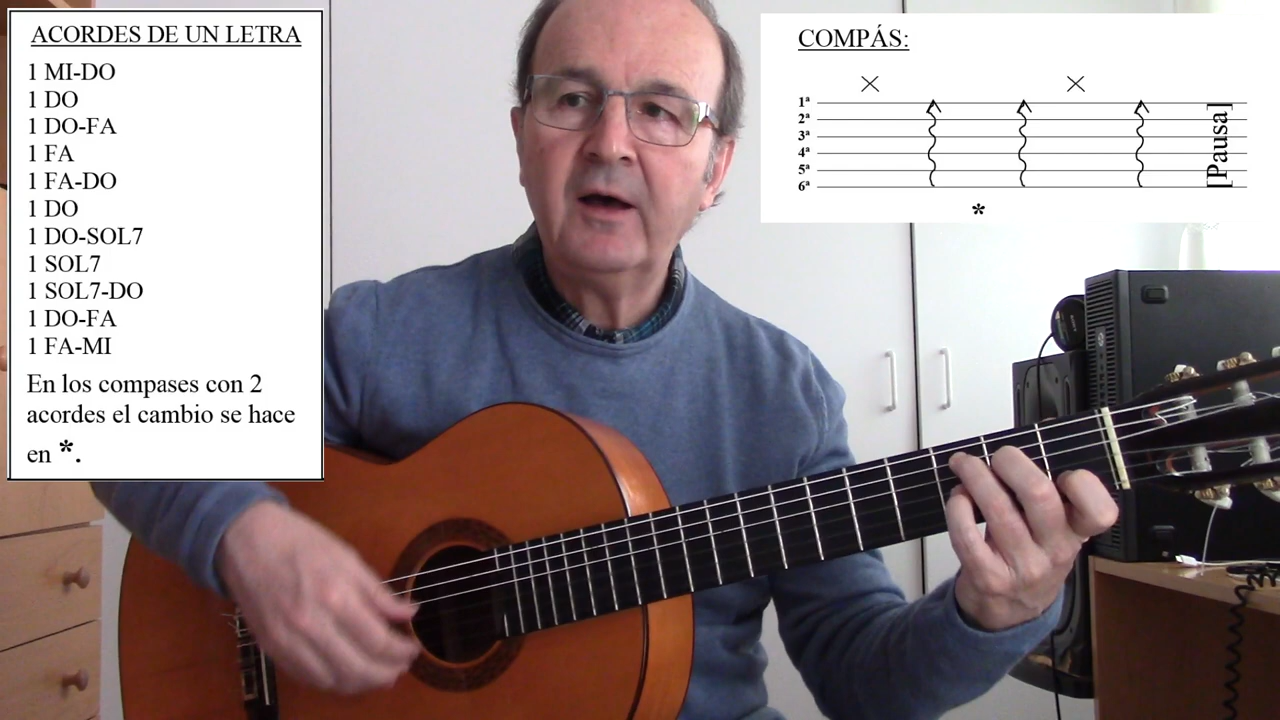 ACORDES DE UN LETRA
1 MI-DO
1 DO
1 DO-FA
1 FA
1 FA-DO
1 DO
1 DO-SOL7
1 SOL7
1 SOL7-DO
1 DO-FA
1 FA-MI
En los compases con 2
acordes el cambio se hace
en *.
COMPÁS:
1ª
2ª
3ª
4ª
5ª
6ª
[Pausa]
*